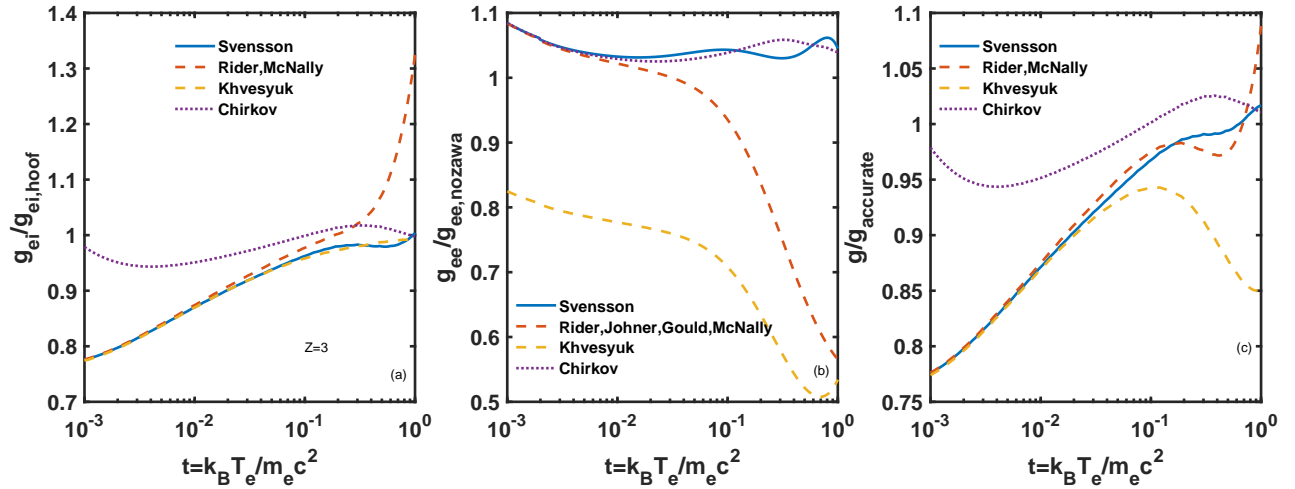 g_ei/g_ei,hoof
1.4
1.3
1.2
1.1
1
0.9
0.8
0.7
Svensson
Rider,McNally
Khvesyuk
Chirkov
Z=3
(a)
10^-3
10^-2
10^-1
10^0
t=k_BT_e/m_ec^2
g_ee/g_ee,nozawa
1.1
1
0.9
0.8
0.7
0.6
0.5
Svensson
Rider,Johner,Gould,McNally
Khvesyuk
Chirkov
(b)
10^-3
10^-2
10^-1
10^0
t=k_BT_e/m_ec^2
g/g_accurate
1.1
1.05
1
0.95
0.9
0.85
0.8
0.75
Svensson
Rider,McNally
Khvesyuk
Chirkov
(c)
10^-3
10^-2
10^-1
10^0
t=k_BT_e/m_ec^2